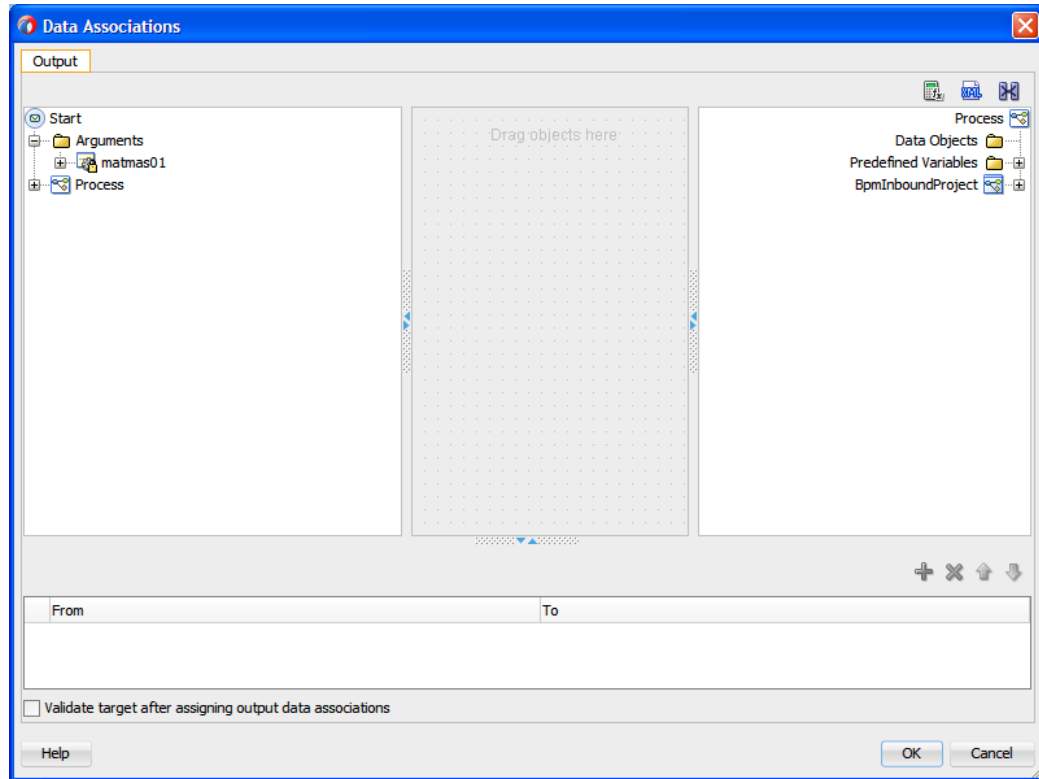 Data Associations
Output
Start
Arguments
matmas01
Process
Drag objects here
Process
Data Objects
Predefined Variables
BpmInboundProject
From To
Validate target after assigning output data associations
Help OK Cancel